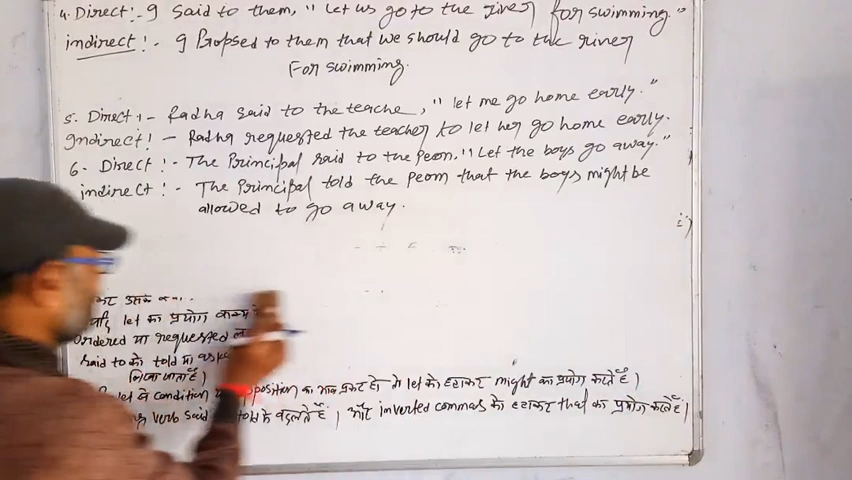 4. Direct:- I said to them, "Let us go to the river for swimming."
indirect:- I Propsed to them that we should go to the river
For swimming.
5. Direct:- Radha said to the teache, "let me go home early."
Indirect:- Radha requested the teacher to let her go home early.
6. Direct:- The Principal said to the Peon, "Let the boys go away."
indirect:- The Principal told the Peom that the boys might be
allowed to go away.
i)
let का प्रयोग
ordered या requested
said to को told या
लिया जाता है।
let से condition का भाव प्रकट हो तो let को हटाकर might का प्रयोग करते हैं।
verb said told में बदलते हैं, और inverted commas को हटाकर that का प्रयोग करते हैं।